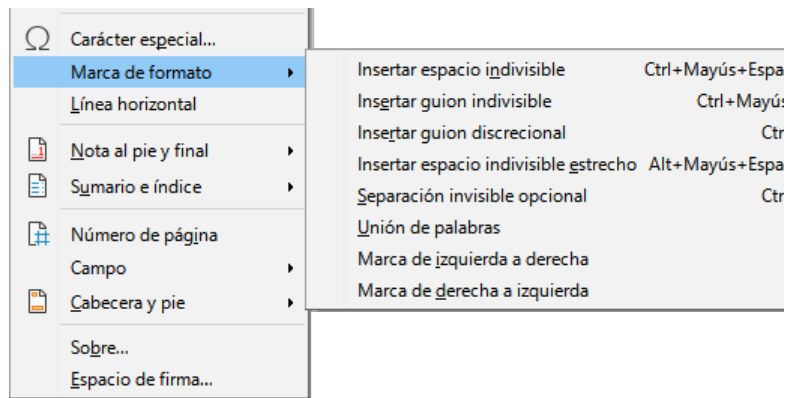 Carácter especial...
Marca de formato
Línea horizontal
Nota al pie y final
Sumario e índice
Número de página
Campo
Cabecera y pie
Sobre...
Espacio de firma...
Insertar espacio indivisible Ctrl+Mayús+Espa
Insertar guion indivisible Ctrl+Mayús
Insertar guion discrecional Ctr
Insertar espacio indivisible estrecho Alt+Mayús+Espa
Separación invisible opcional Ctr
Unión de palabras
Marca de izquierda a derecha
Marca de derecha a izquierda